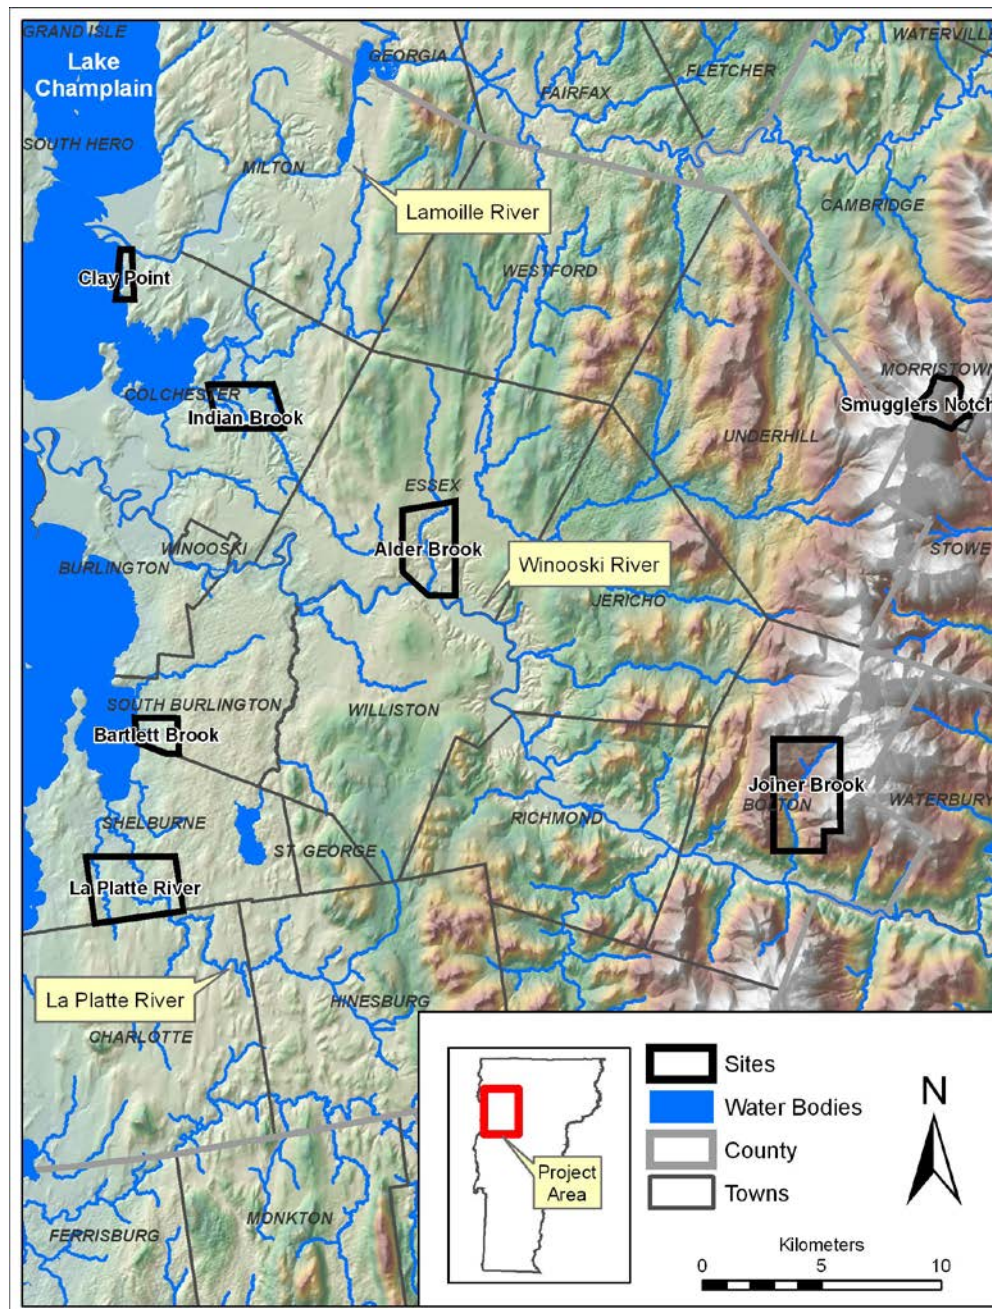 GRAND ISLE
GEORGIA
WATERVILLE
Lake
Champlain
FLETCHER
FAIRFAX
SOUTH HERO
MILTON
Lamoille River
CAMBRIDGE
WESTFORD
Clay Point
MORRISTOWN
COLCHESTER
Smugglers Notch
Indian Brook
UNDERHILL
ESSEX
WINOOSKI
Alder Brook
STOWE
BURLINGTON
Winooski River
JERICHO
SOUTH BURLINGTON
WILLISTON
Bartlett Brook
Joiner Brook
BOLTON
WATERBURY
SHELBURNE
RICHMOND
ST GEORGE
La Platte River
La Platte River
HINESBURG
CHARLOTTE
Sites
Water Bodies
County
Towns
N
Project
Area
Kilometers
0 5 10
MONKTON
FERRISBURG